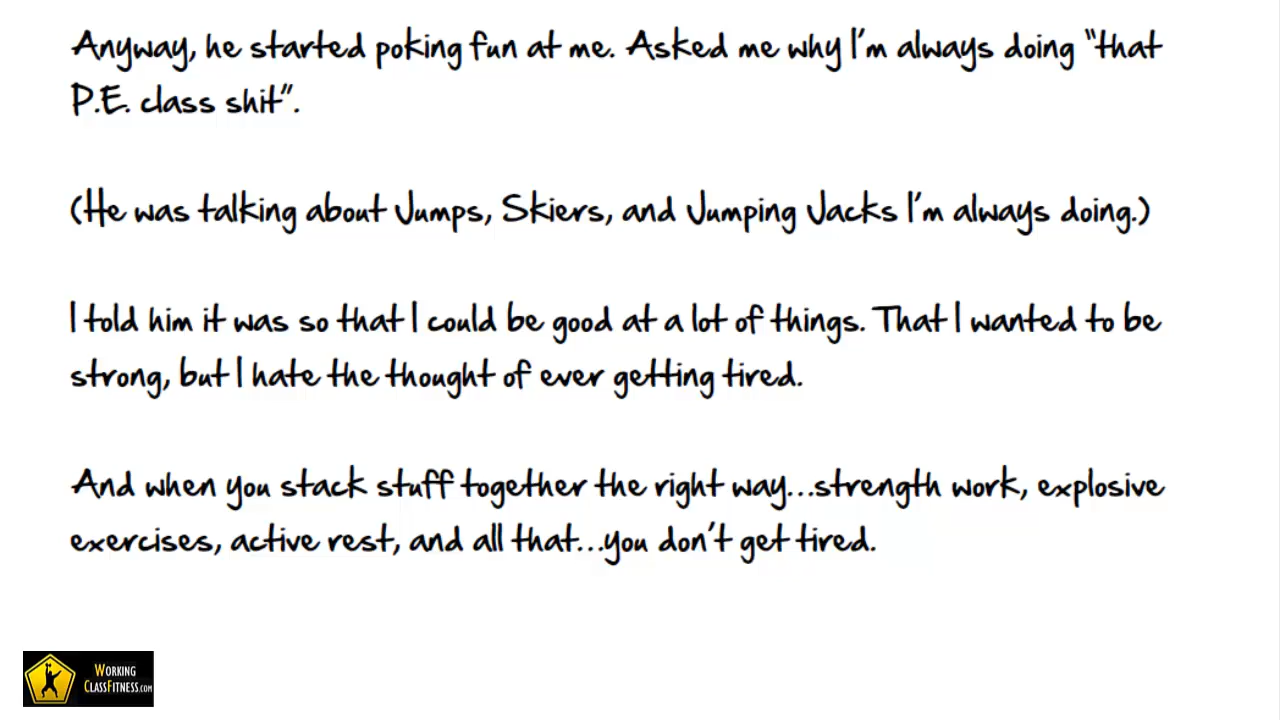 Anyway, he started poking fun at me. Asked me why I'm always doing "that
P.E. class shit".
(He was talking about Jumps, Skiers, and Jumping Jacks I'm always doing.)
I told him it was so that I could be good at a lot of things. That I wanted to be
strong, but I hate the thought of ever getting tired.
And when you stack stuff together the right way...strength work, explosive
exercises, active rest, and all that...you don't get tired.
WORKING
CLASSFITNESS.COM